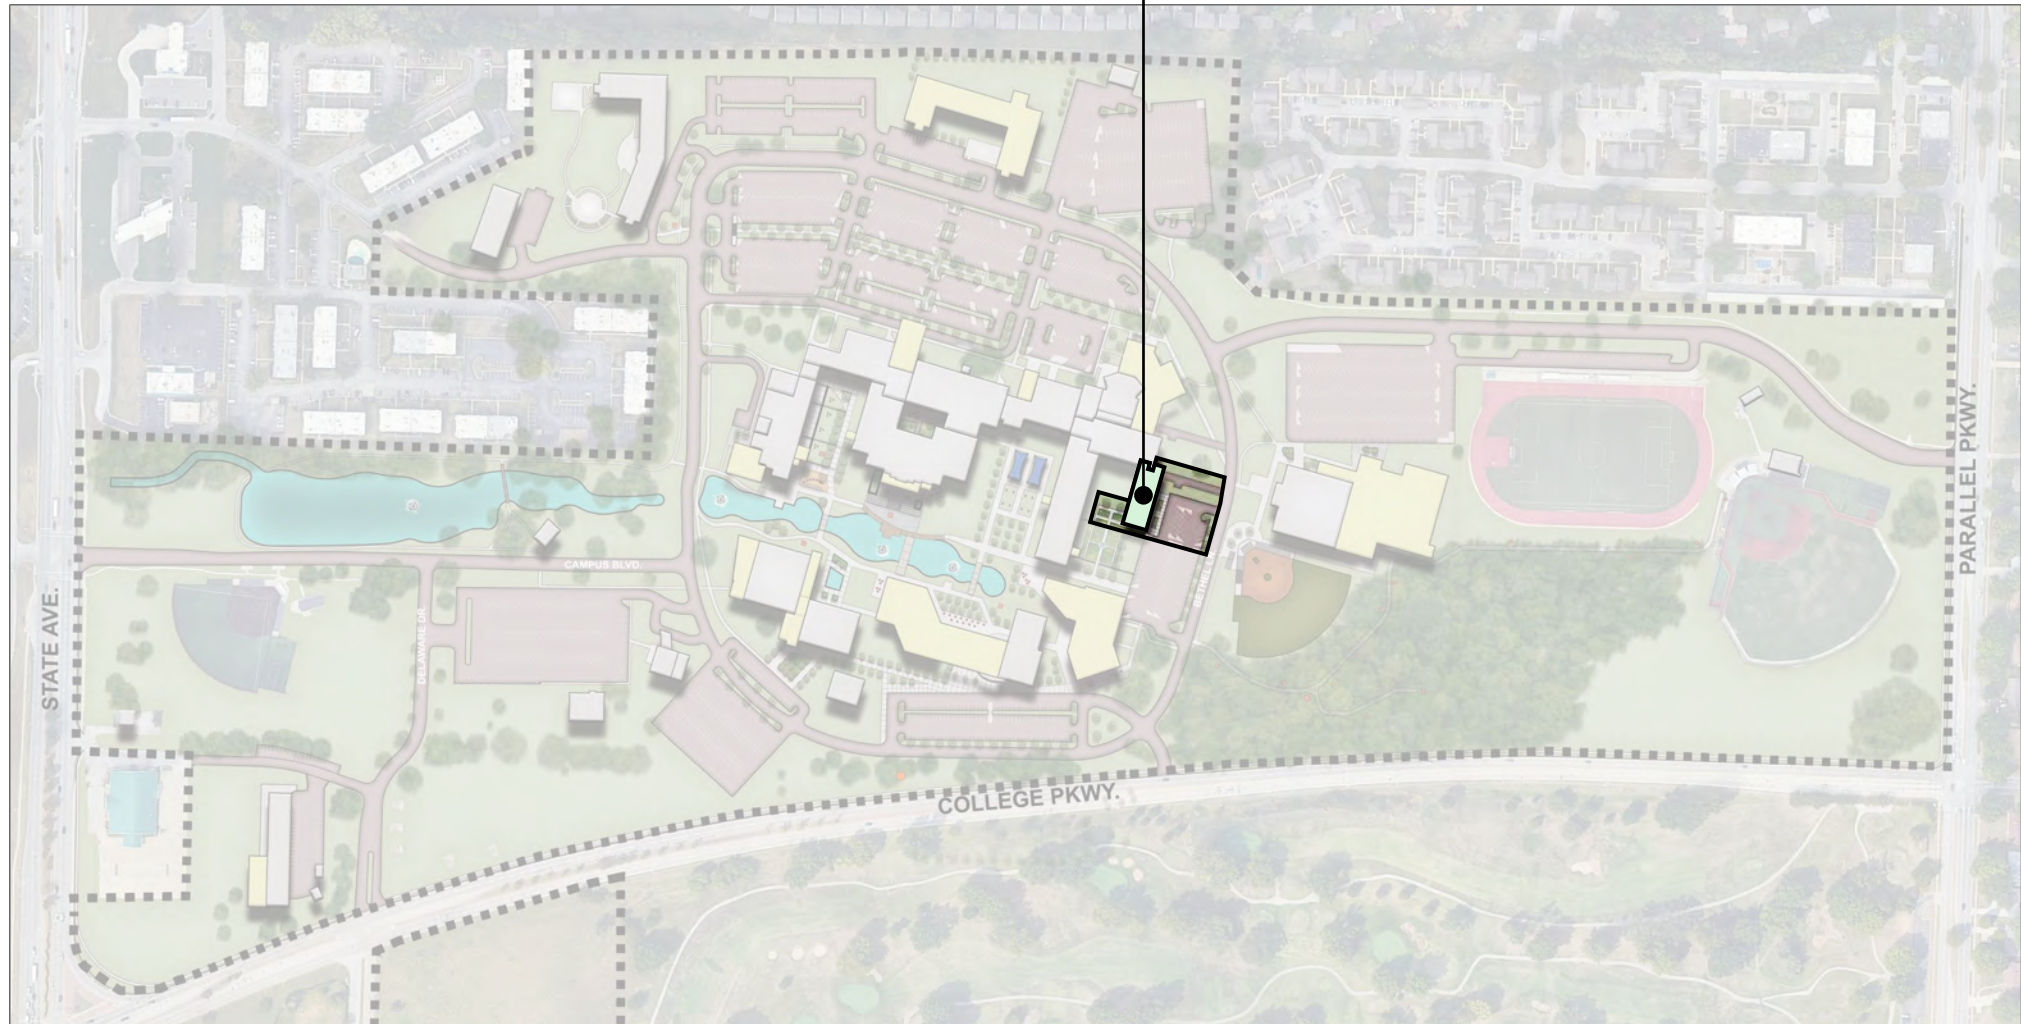 PARALLEL PKWY.
CAMPUS BLVD.
STATE AVE.
DELAWARE DR.
COLLEGE PKWY.